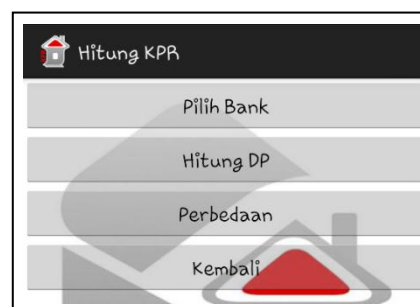 Hitung KPR
Pilih Bank
Hitung DP
Perbedaan
Kembali